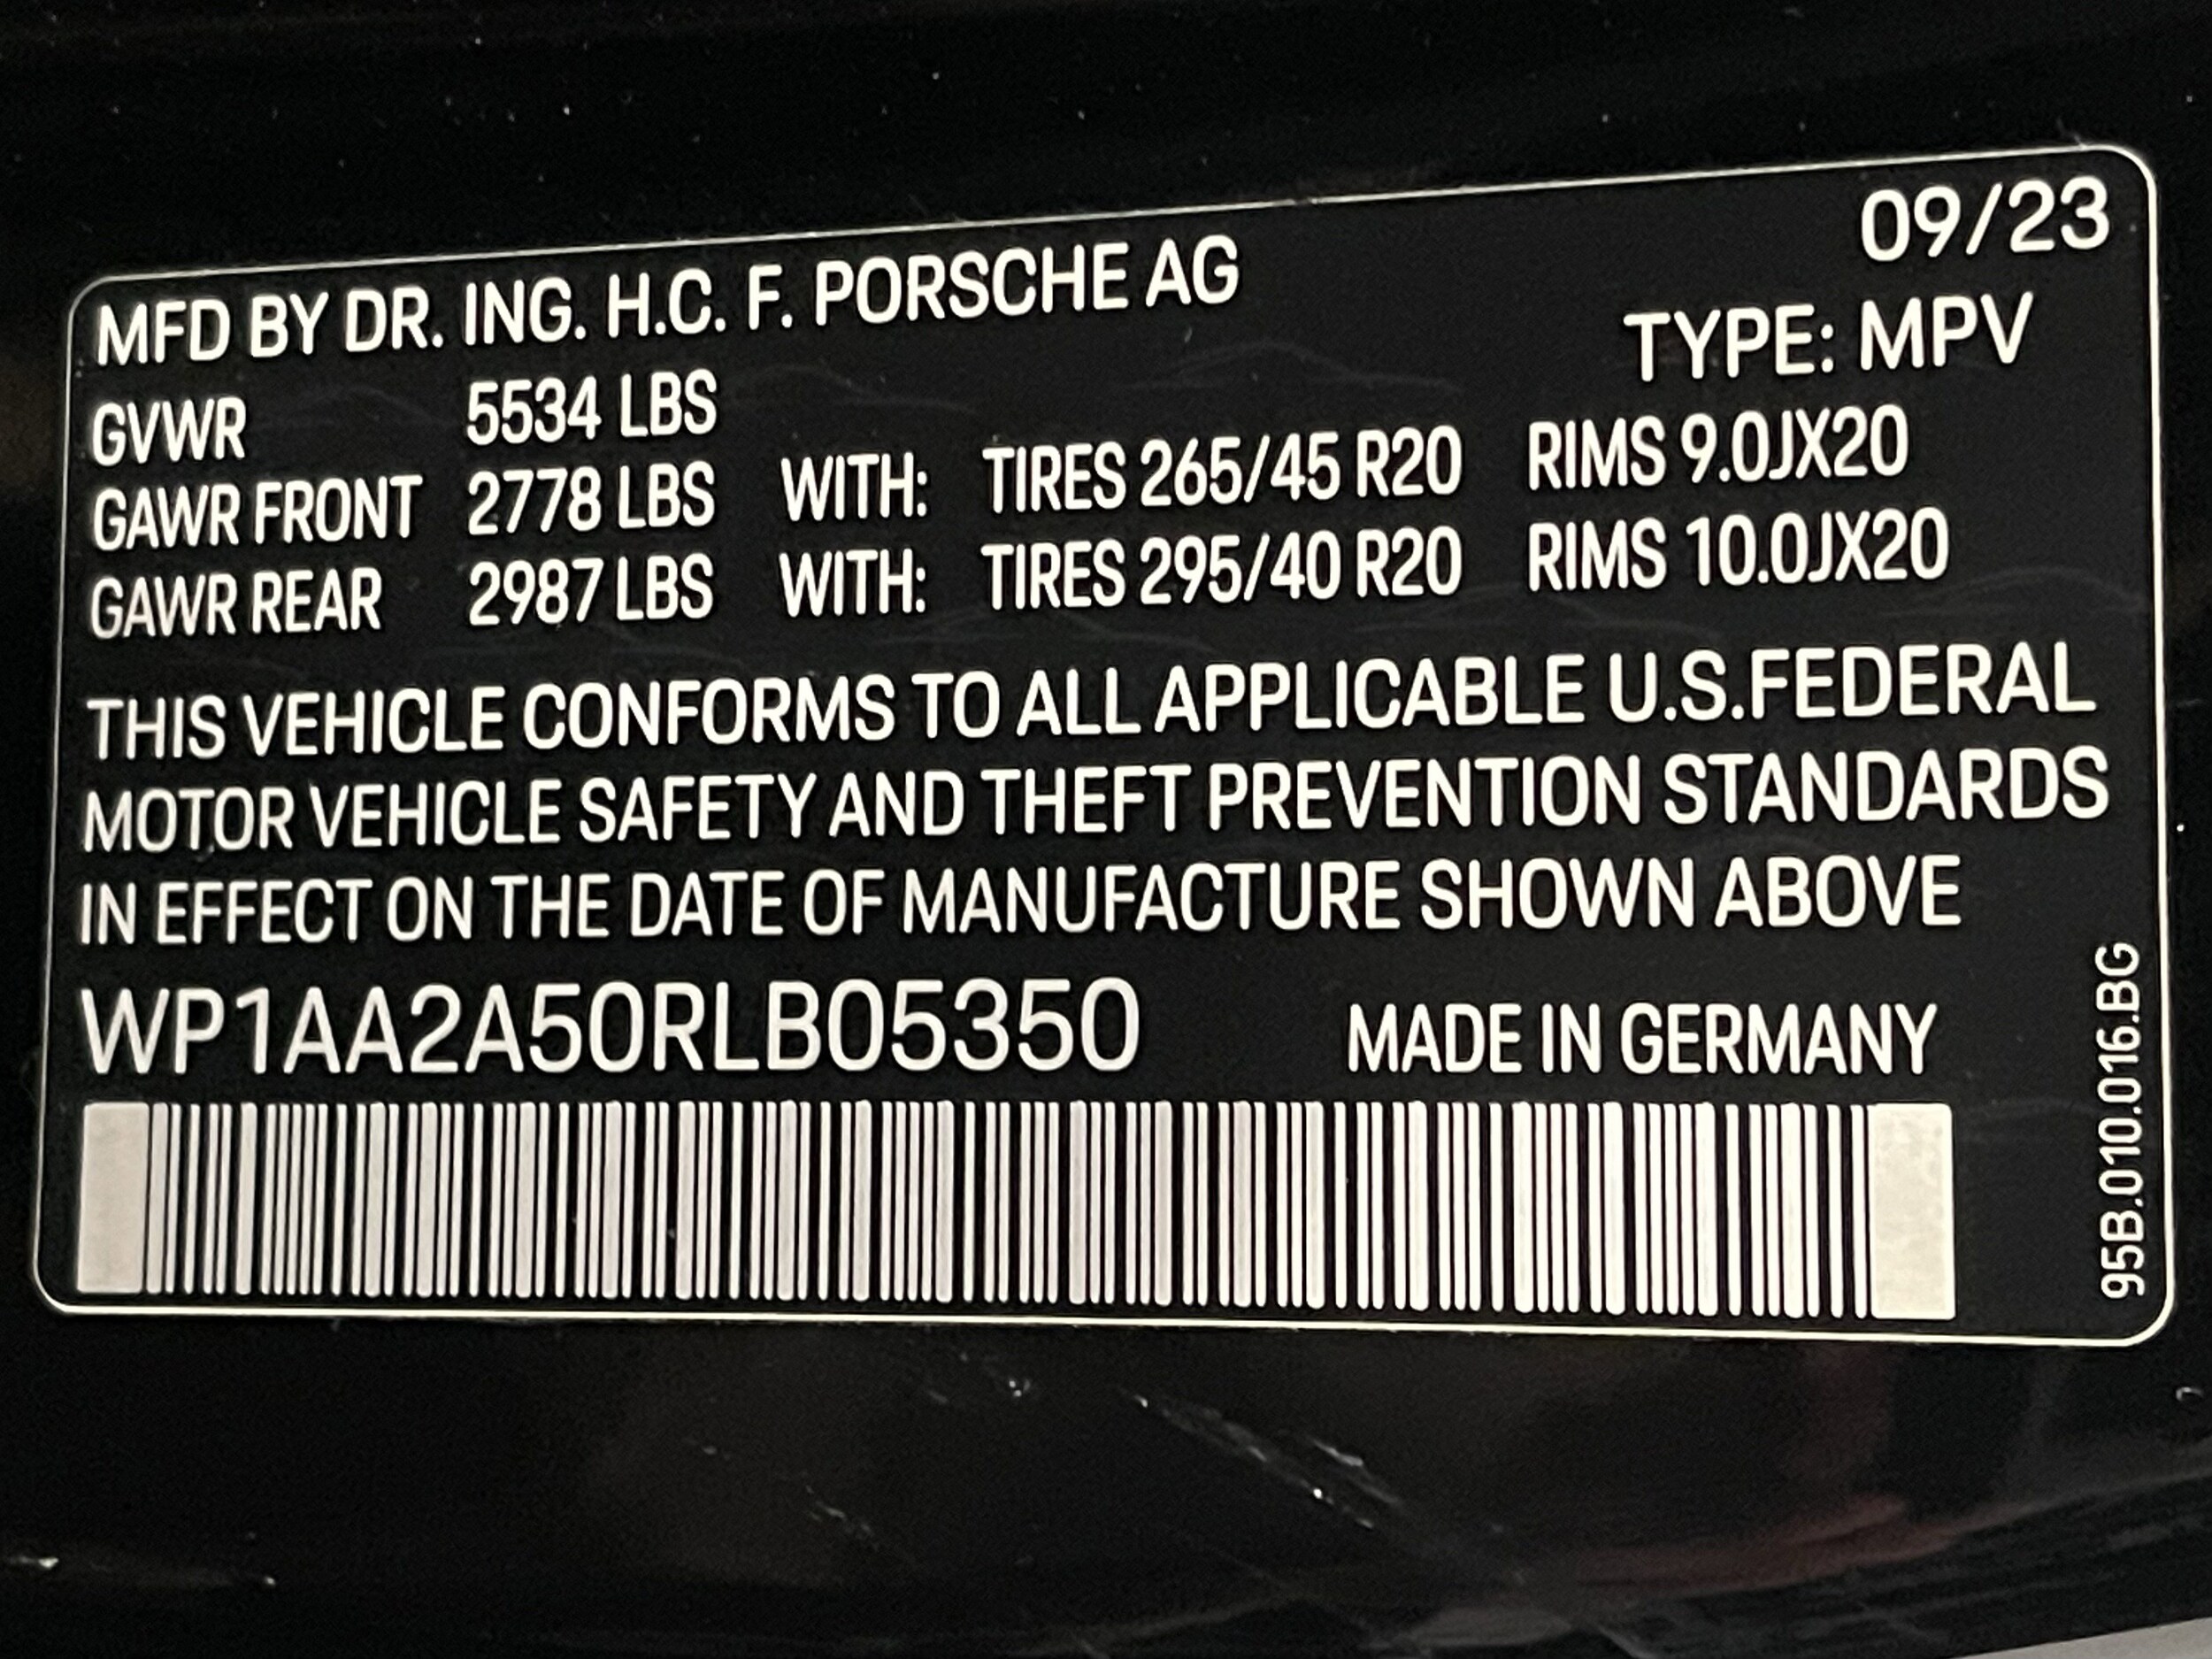 09/23
MFD BY DR. ING. H.C. F. PORSCHE AG
TYPE: MPV
GVWR 5534 LBS
GAWR FRONT 2778 LBS WITH: TIRES 265/45 R20 RIMS 9.0JX20
GAWR REAR 2987 LBS WITH: TIRES 295/40 R20 RIMS 10.0JX20
THIS VEHICLE CONFORMS TO ALL APPLICABLE U.S.FEDERAL
MOTOR VEHICLE SAFETY AND THEFT PREVENTION STANDARDS
IN EFFECT ON THE DATE OF MANUFACTURE SHOWN ABOVE
WP1AA2A50RLB05350 MADE IN GERMANY
95B.010.016.BG